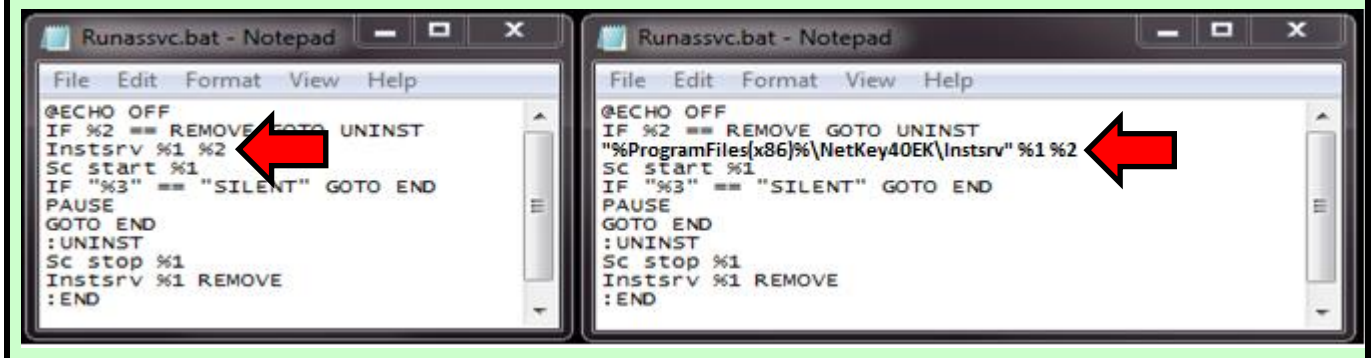 Runassvc.bat - Notepad
File Edit Format View Help
@ECHO OFF
IF %2 == REMOVE GOTO UNINST
Instsrv %1 %2
Sc start %1
IF "%3" == "SILENT" GOTO END
PAUSE
GOTO END
:UNINST
Sc stop %1
Instsrv %1 REMOVE
:END
Runassvc.bat - Notepad
File Edit Format View Help
@ECHO OFF
IF %2 == REMOVE GOTO UNINST
"%ProgramFiles(x86)%\NetKey40EK\Instsrv" %1 %2
Sc start %1
IF "%3" == "SILENT" GOTO END
PAUSE
GOTO END
:UNINST
Sc stop %1
Instsrv %1 REMOVE
:END